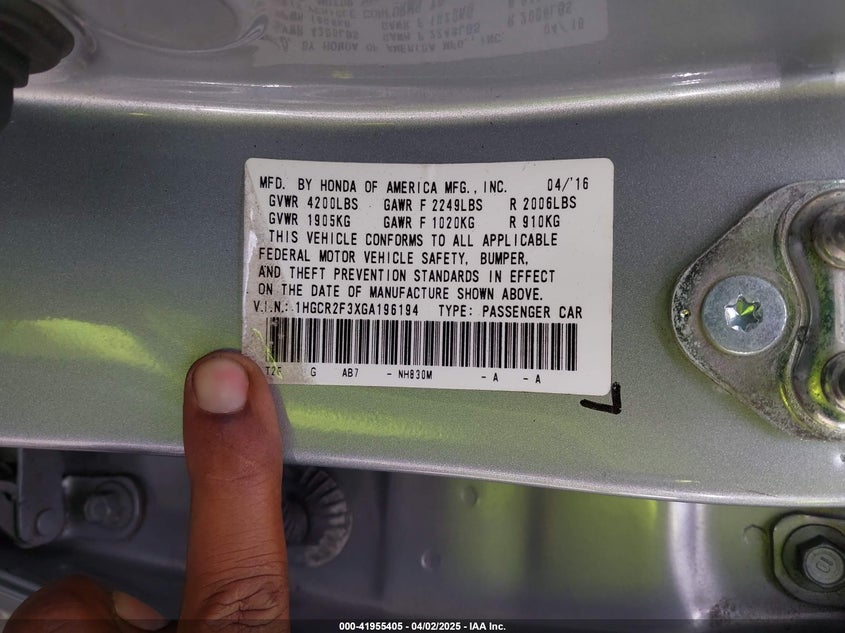 MFD. BY HONDA OF AMERICA MFG., INC. 04/'16
GVWR 4200LBS GAWR F 2249LBS R 2006LBS
GVWR 1905KG GAWR F 1020KG R 910KG
THIS VEHICLE CONFORMS TO ALL APPLICABLE
FEDERAL MOTOR VEHICLE SAFETY, BUMPER,
AND THEFT PREVENTION STANDARDS IN EFFECT
ON THE DATE OF MANUFACTURE SHOWN ABOVE.
V.I.N.: 1HGCR2F3XGA196194 TYPE: PASSENGER CAR
G AB7 - NH830M - A - A
000-41955405 - 04/02/2025 - IAA Inc.